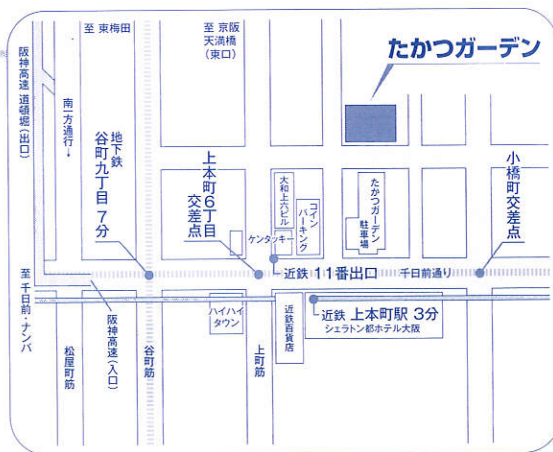 至 東梅田
至 京阪
天満橋
(東口)
たかつガーデン
阪神高速 道頓堀(出口)
南一方通行→
地下鉄
谷町九丁目 7分
上本町6丁目
交差点
大和上六ビル
コイン
パーキング
ケンタッキー
たかつガーデン
駐車場
小橋町交差点
近鉄 11番出口
千日前通り
至 千日前・ナンバ
阪神高速(入口)
ハイハイ
タウン
近鉄百貨店
近鉄 上本町駅 3分
シェラトン都ホテル大阪
松屋町筋
谷町筋
上町筋